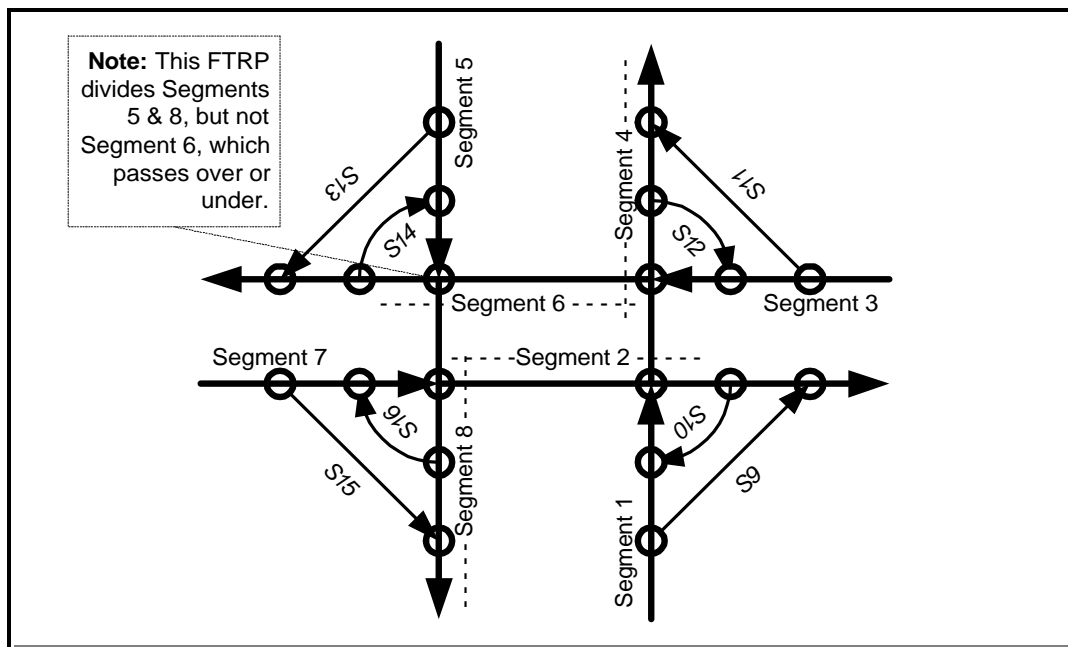 Note: This FTRP
divides Segments
5 & 8, but not
Segment 6, which
passes over or
under.
Segment 5
Segment 4
S13
S14
S11
S12
Segment 6
Segment 3
Segment 7
Segment 2
S16
S10
S15
Segment 8
S9
Segment 1